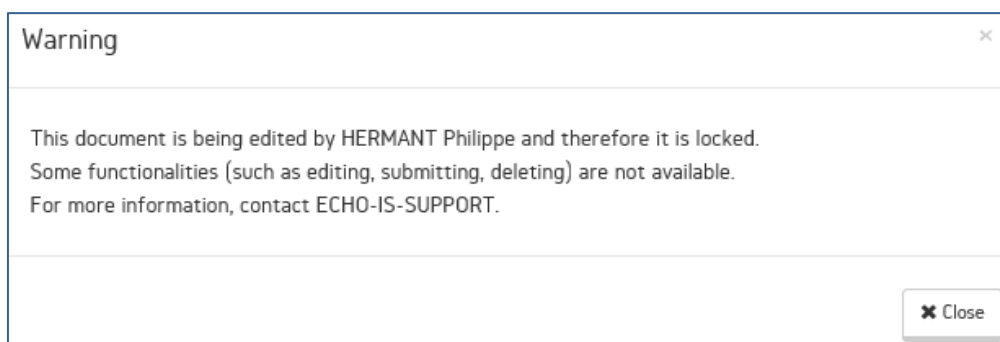 Warning
×
This document is being edited by HERMANT Philippe and therefore it is locked.
Some functionalities (such as editing, submitting, deleting) are not available.
For more information, contact ECHO-IS-SUPPORT.
✖ Close